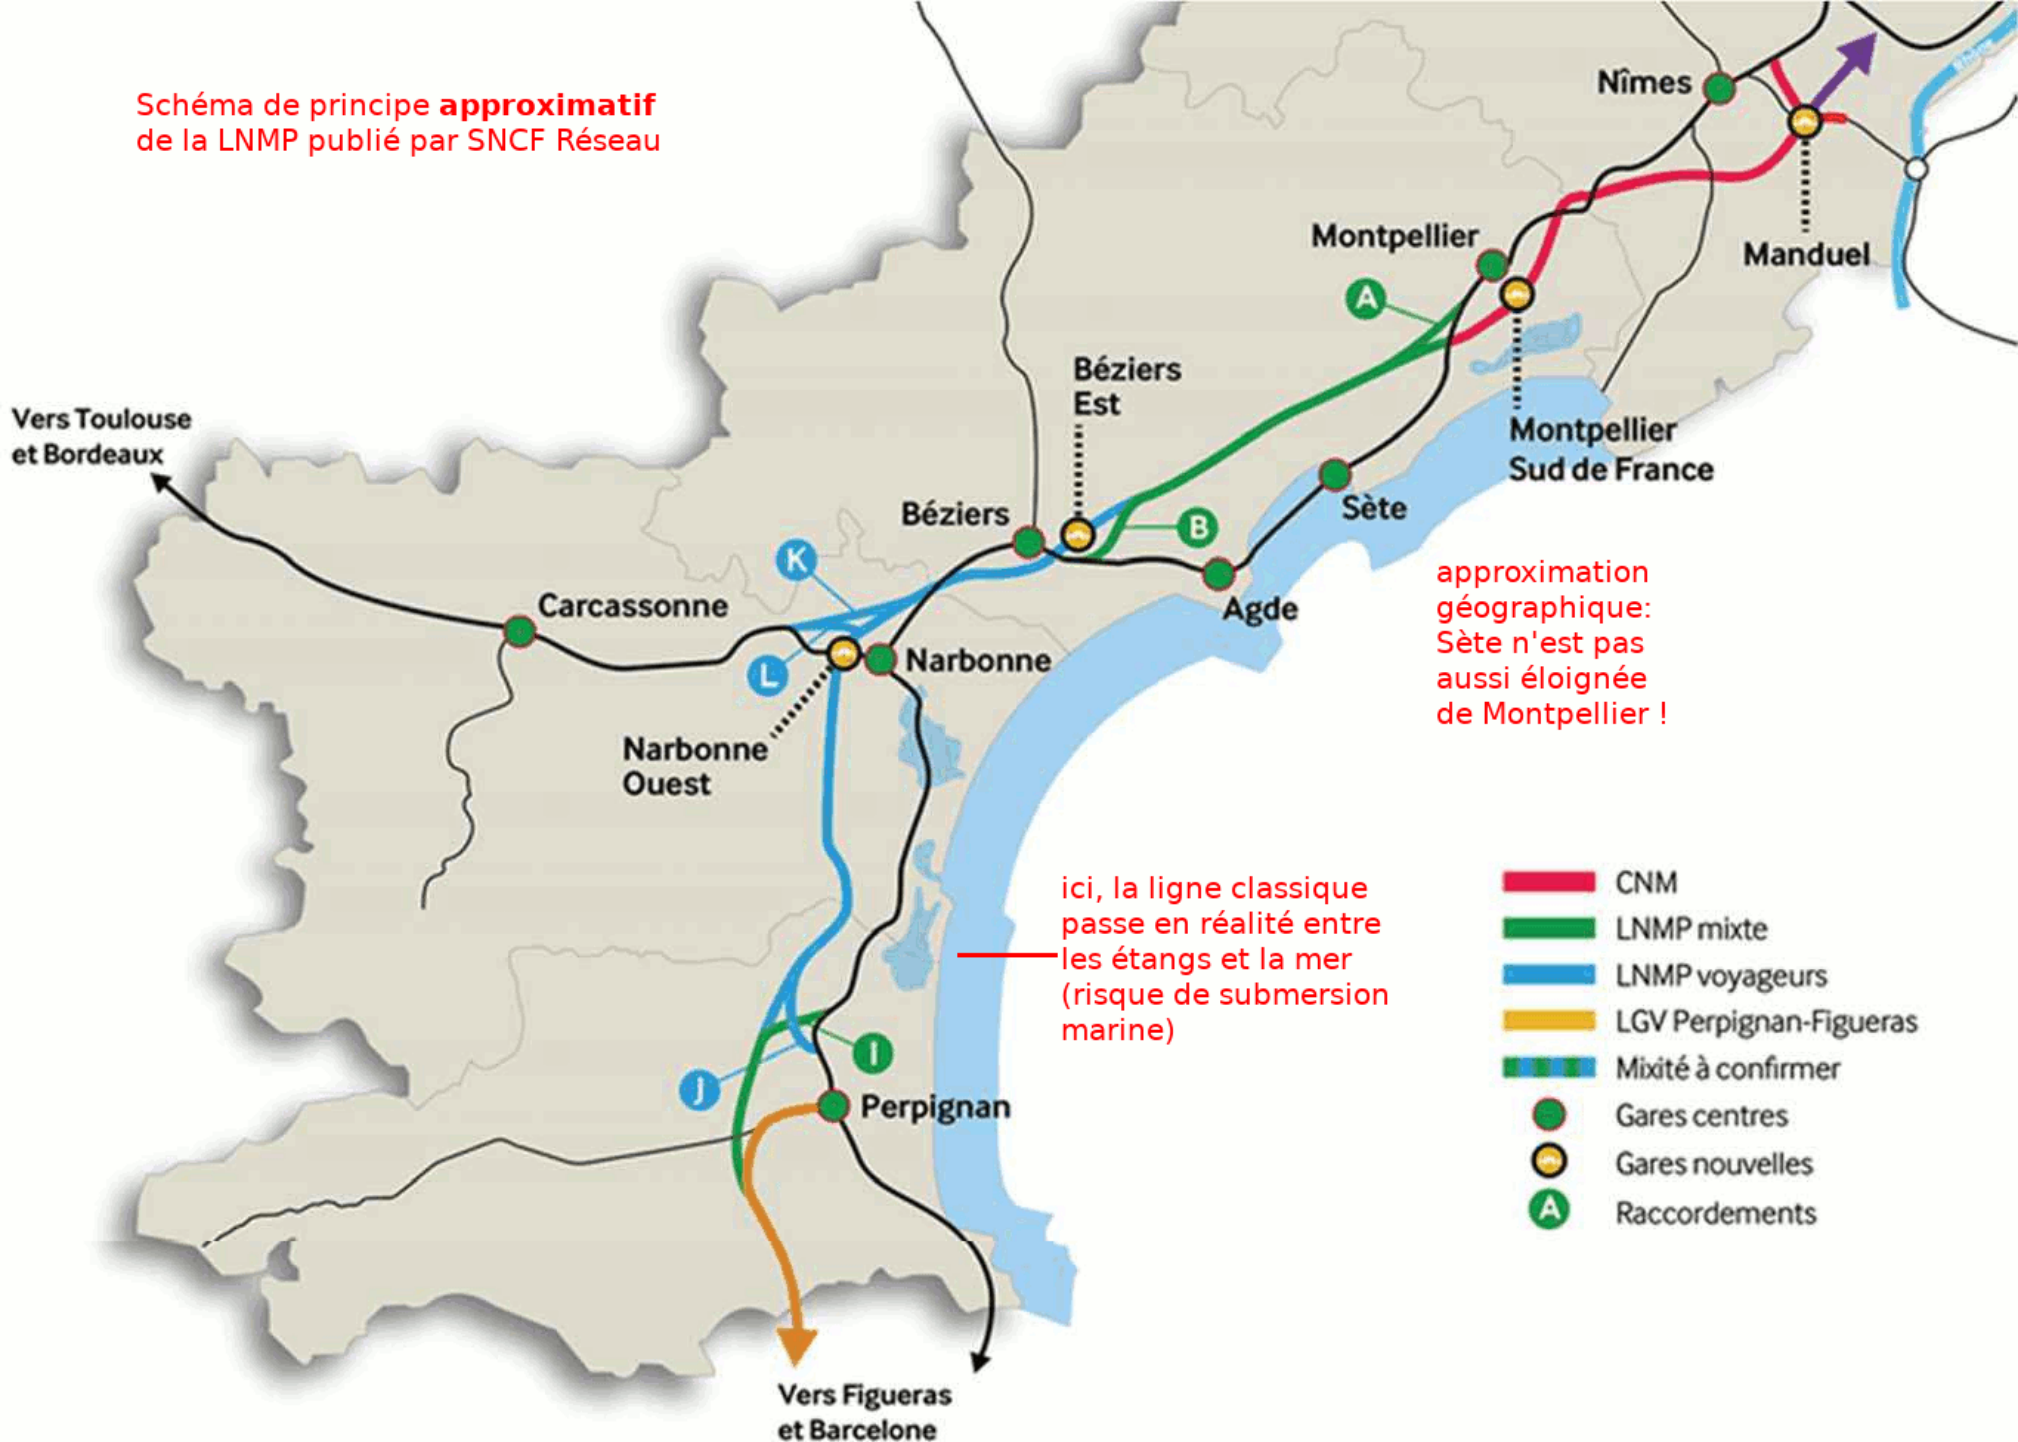 Schéma de principe approximatif
de la LNMP publié par SNCF Réseau
Nîmes
Rhône
Manduel
Montpellier
A
Montpellier
Sud de France
Béziers
Est
Vers Toulouse
et Bordeaux
Béziers
B
Sète
Agde
K
Carcassonne
L
Narbonne
Narbonne
Ouest
approximation
géographique:
Sète n'est pas
aussi éloignée
de Montpellier !
ici, la ligne classique
passe en réalité entre
les étangs et la mer
(risque de submersion
marine)
I
J
Perpignan
Vers Figueras
et Barcelone
CNM
LNMP mixte
LNMP voyageurs
LGV Perpignan-Figueras
Mixité à confirmer
Gares centres
Gares nouvelles
A
Raccordements